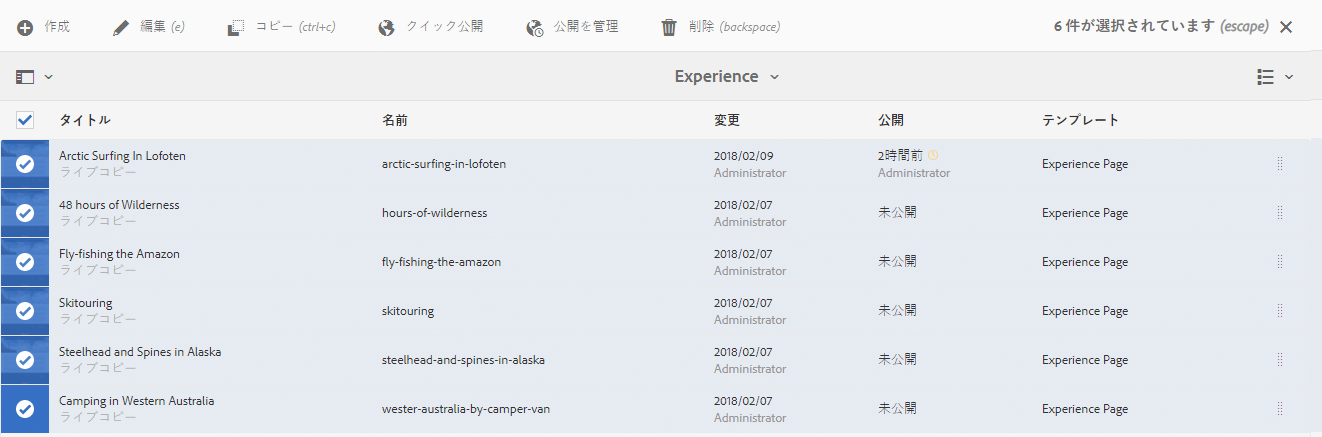 作成 編集 (e) コピー (ctrl+c) クイック公開 公開を管理 削除 (backspace) 6 件が選択されています (escape)
Experience
タイトル 名前 変更 公開 テンプレート
Arctic Surfing In Lofoten arctic-surfing-in-lofoten 2018/02/09 2時間前 Experience Page
ライブコピー Administrator Administrator
48 hours of Wilderness hours-of-wilderness 2018/02/07 未公開 Experience Page
ライブコピー Administrator
Fly-fishing the Amazon fly-fishing-the-amazon 2018/02/07 未公開 Experience Page
ライブコピー Administrator
Skitouring skitouring 2018/02/07 未公開 Experience Page
ライブコピー Administrator
Steelhead and Spines in Alaska steelhead-and-spines-in-alaska 2018/02/07 未公開 Experience Page
ライブコピー Administrator
Camping in Western Australia wester-australia-by-camper-van 2018/02/07 未公開 Experience Page
ライブコピー Administrator